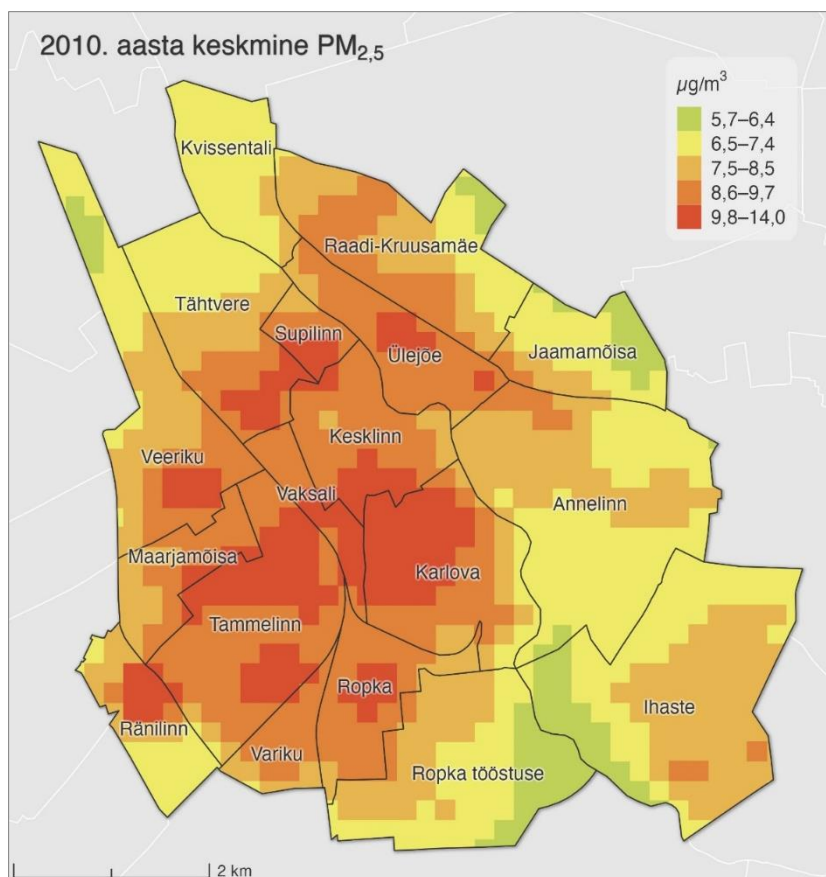 2010. aasta keskmine PM2,5
µg/m³
5,7–6,4
6,5–7,4
7,5–8,5
8,6–9,7
9,8–14,0
Kvissentali
Raadi-Kruusamäe
Tähtvere
Supilinn
Ülejõe
Jaamamõisa
Kesklinn
Veeriku
Vaksali
Annelinn
Maarjamõisa
Karlova
Tammelinn
Ropka
Ihaste
Ränilinn
Variku
Ropka tööstuse
2 km